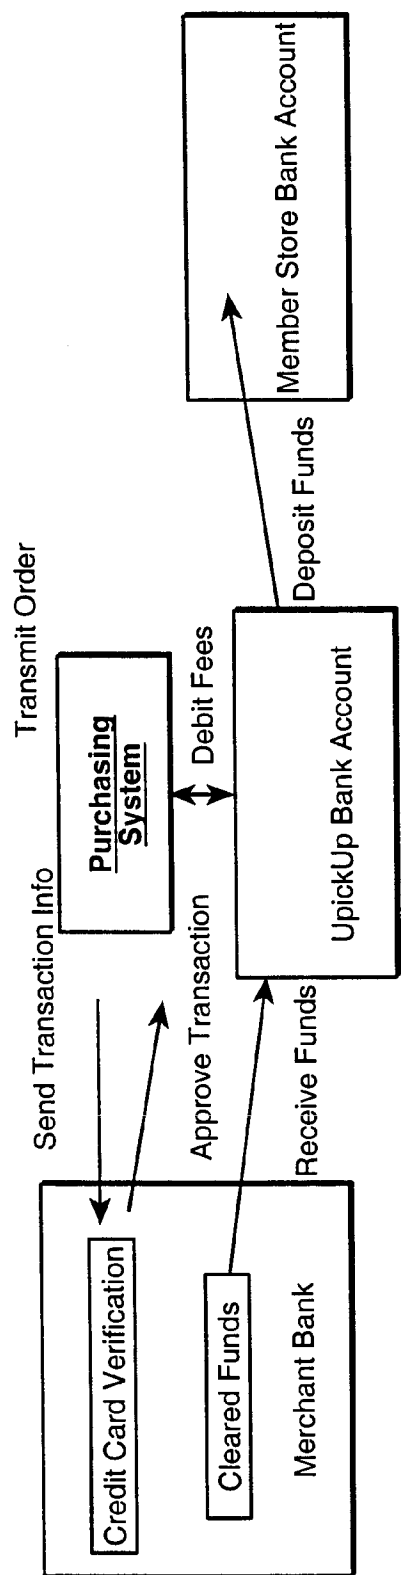 Transmit Order
Send Transaction Info
Purchasing
System
Credit Card Verification
Approve Transaction
Debit Fees
Cleared Funds
Merchant Bank
Receive Funds
UpickUp Bank Account
Deposit Funds
Member Store Bank Account